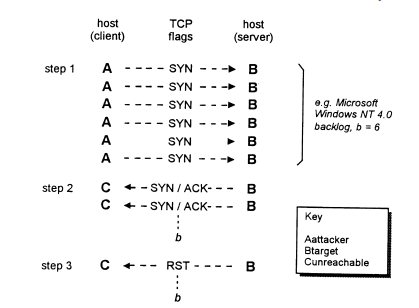 host TCP host
(client) flags (server)
step 1 A SYN B
A SYN B
A SYN B
A SYN B
A SYN B
A SYN B
e.g. Microsoft
Windows NT 4.0
backlog, b = 6
step 2 C SYN / ACK B
C SYN / ACK B
b
step 3 C RST B
b
Key
Aattacker
Btarget
Cunreachable